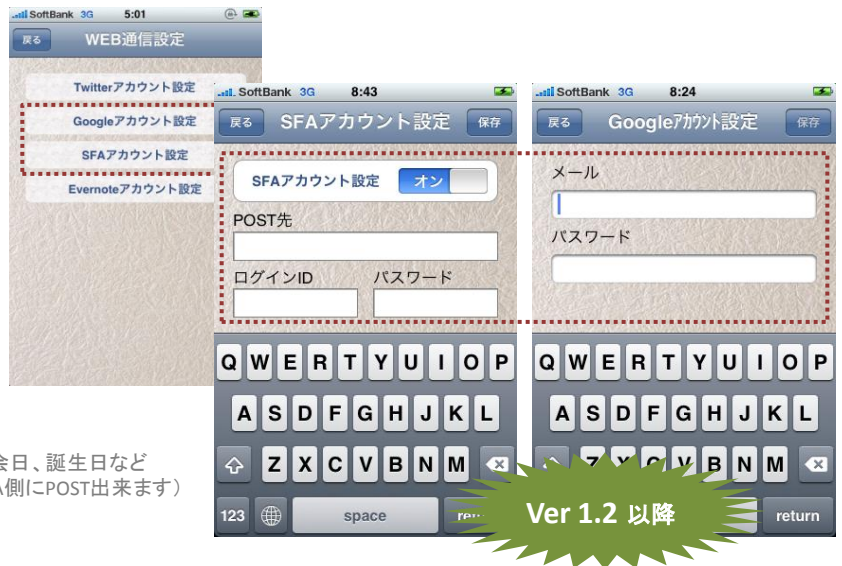 SoftBank 3G 5:01
戻る WEB通信設定
Twitterアカウント設定
Googleアカウント設定
SFAアカウント設定
Evernoteアカウント設定
SoftBank 3G 8:43
戻る SFAアカウント設定 保存
SFAアカウント設定 オン
POST先
ログインID パスワード
Q W E R T Y U I O P
A S D F G H J K L
Z X C V B N M
123 space
SoftBank 3G 8:24
戻る Googleアカウント設定 保存
メール
パスワード
Q W E R T Y U I O P
A S D F G H J K L
V B N M
return
会日、誕生日など
側にPOST出来ます）
Ver 1.2 以降